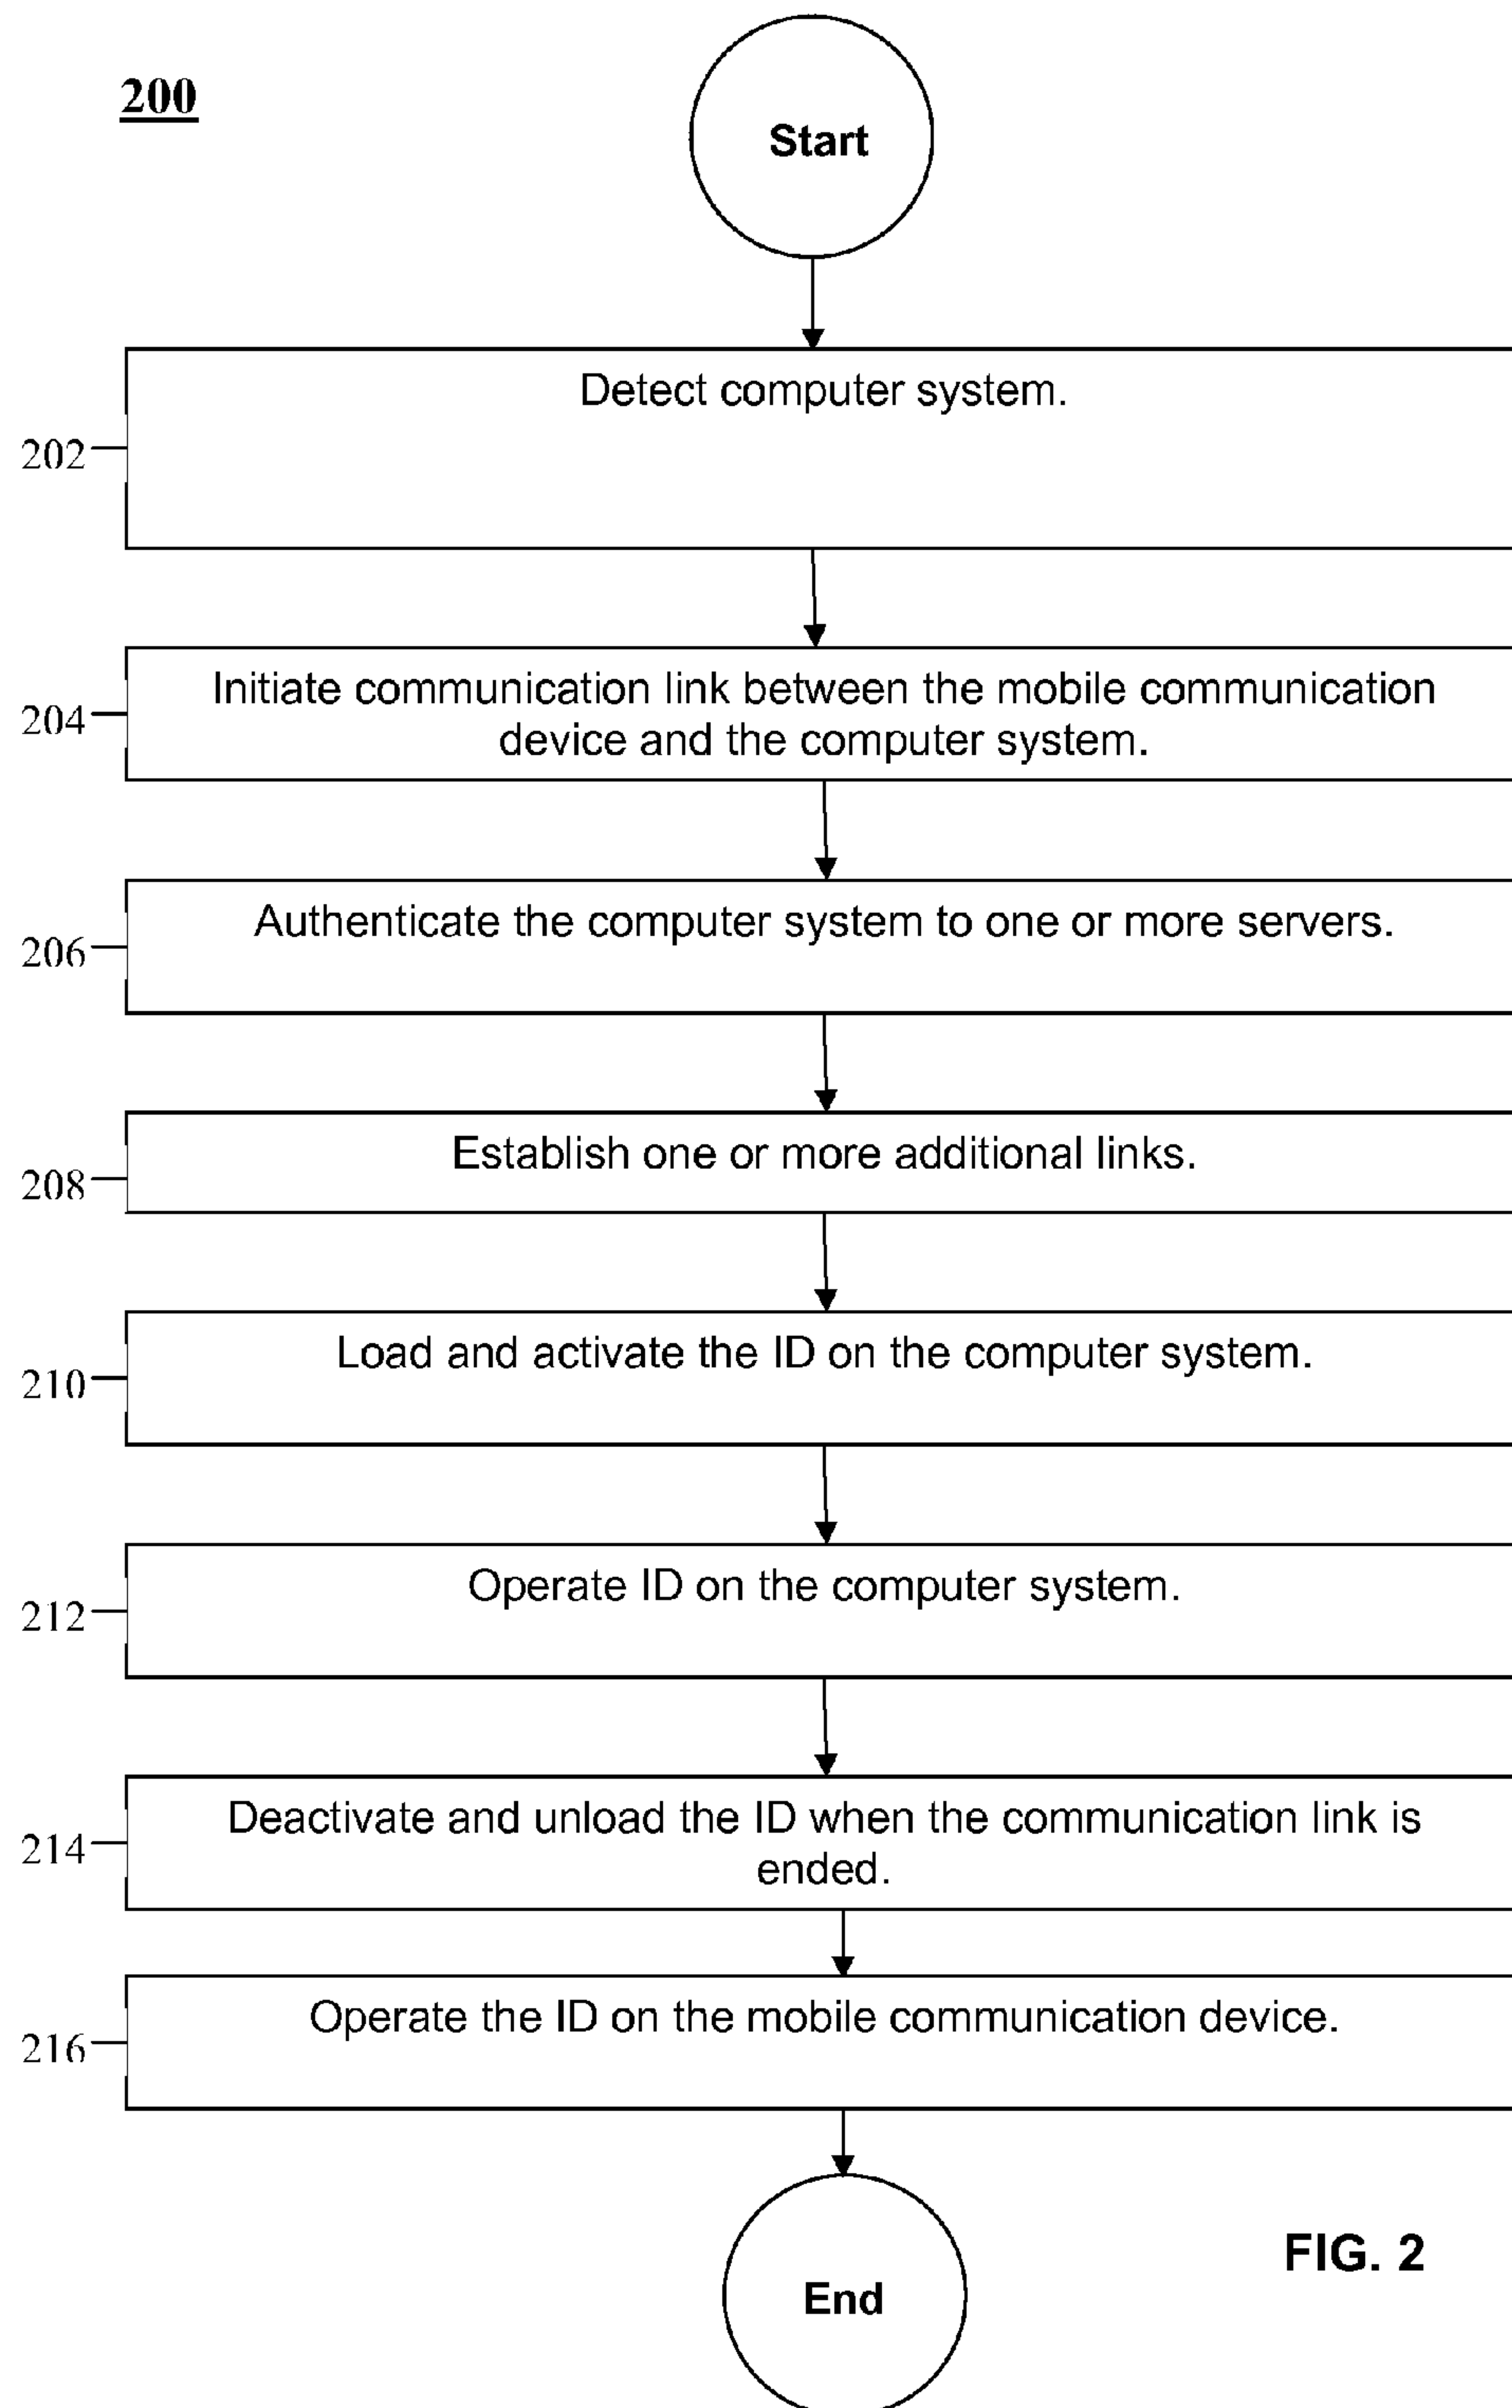 200
Start
Detect computer system.
202
Initiate communication link between the mobile communication
device and the computer system.
204
Authenticate the computer system to one or more servers.
206
Establish one or more additional links.
208
Load and activate the ID on the computer system.
210
Operate ID on the computer system.
212
Deactivate and unload the ID when the communication link is
ended.
214
Operate the ID on the mobile communication device.
216
End
FIG. 2